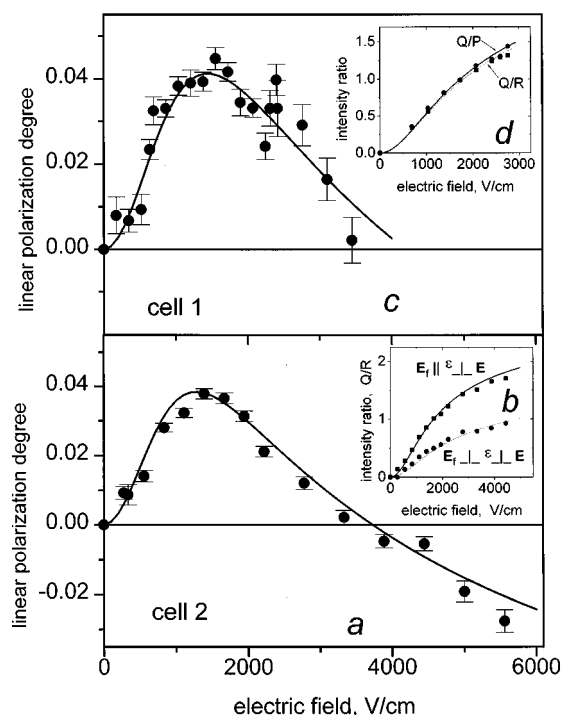 linear polarization degree
0.04
0.02
0.00
cell 1
c
intensity ratio
1.5
1.0
0.5
0.0
Q/P
Q/R
d
0 1000 2000 3000
electric field, V/cm
linear polarization degree
0.04
0.02
0.00
-0.02
cell 2
a
intensity ratio, Q/R
2
1
0
E_f || ε_|_ E
b
E_f _|_ ε_|_ E
0 2000 4000
electric field, V/cm
0 2000 4000 6000
electric field, V/cm